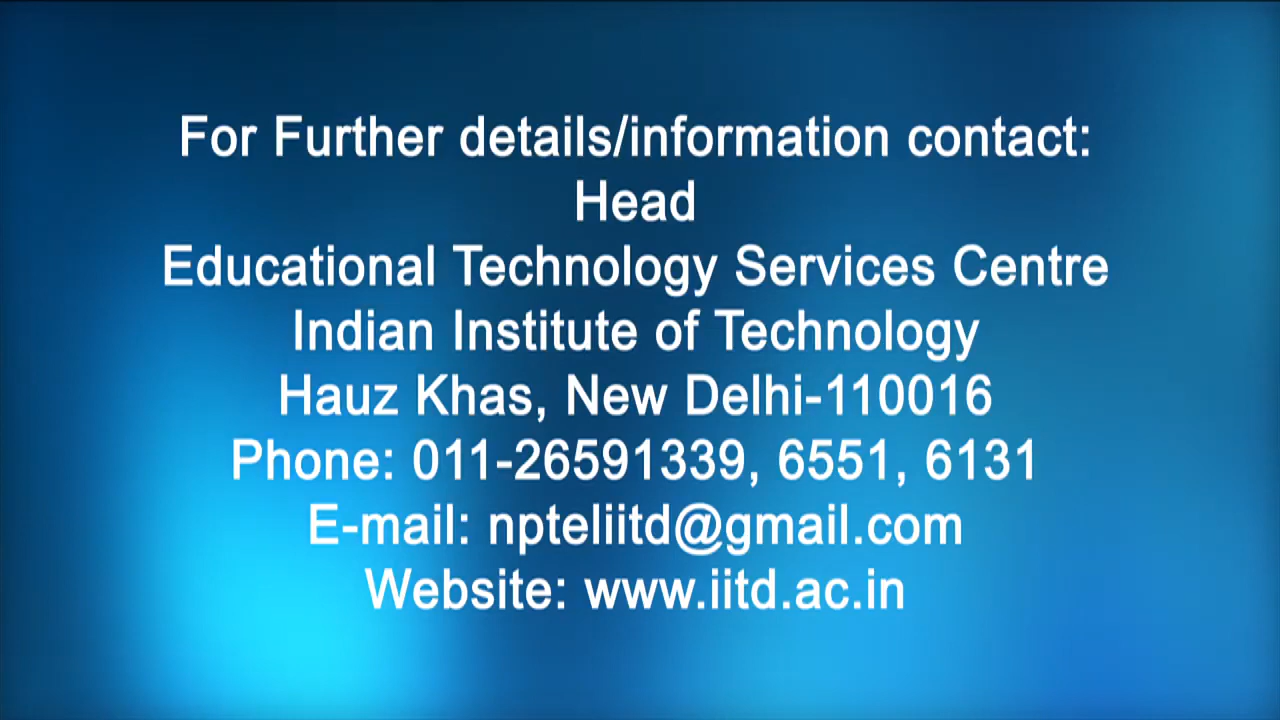 For Further details/information contact:
Head
Educational Technology Services Centre
Indian Institute of Technology
Hauz Khas, New Delhi-110016
Phone: 011-26591339, 6551, 6131
E-mail: npteliitd@gmail.com
Website: www.iitd.ac.in